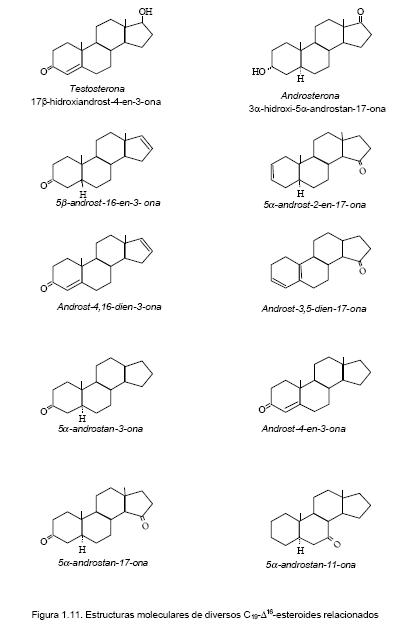 OH
O
Testosterona
17β-hidroxiandrost-4-en-3-ona
O
HO
H
Androsterona
3α-hidroxi-5α-androstan-17-ona
O
H
5β-androst-16-en-3- ona
O
H
5α-androst-2-en-17-ona
O
Androst-4,16-dien-3-ona
O
Androst-3,5-dien-17-ona
O
H
5α-androstan-3-ona
O
Androst-4-en-3-ona
O
O
H
5α-androstan-17-ona
O
H
5α-androstan-11-ona
Figura 1.11. Estructuras moleculares de diversos C₁₉-Δ¹⁶-esteroides relacionados